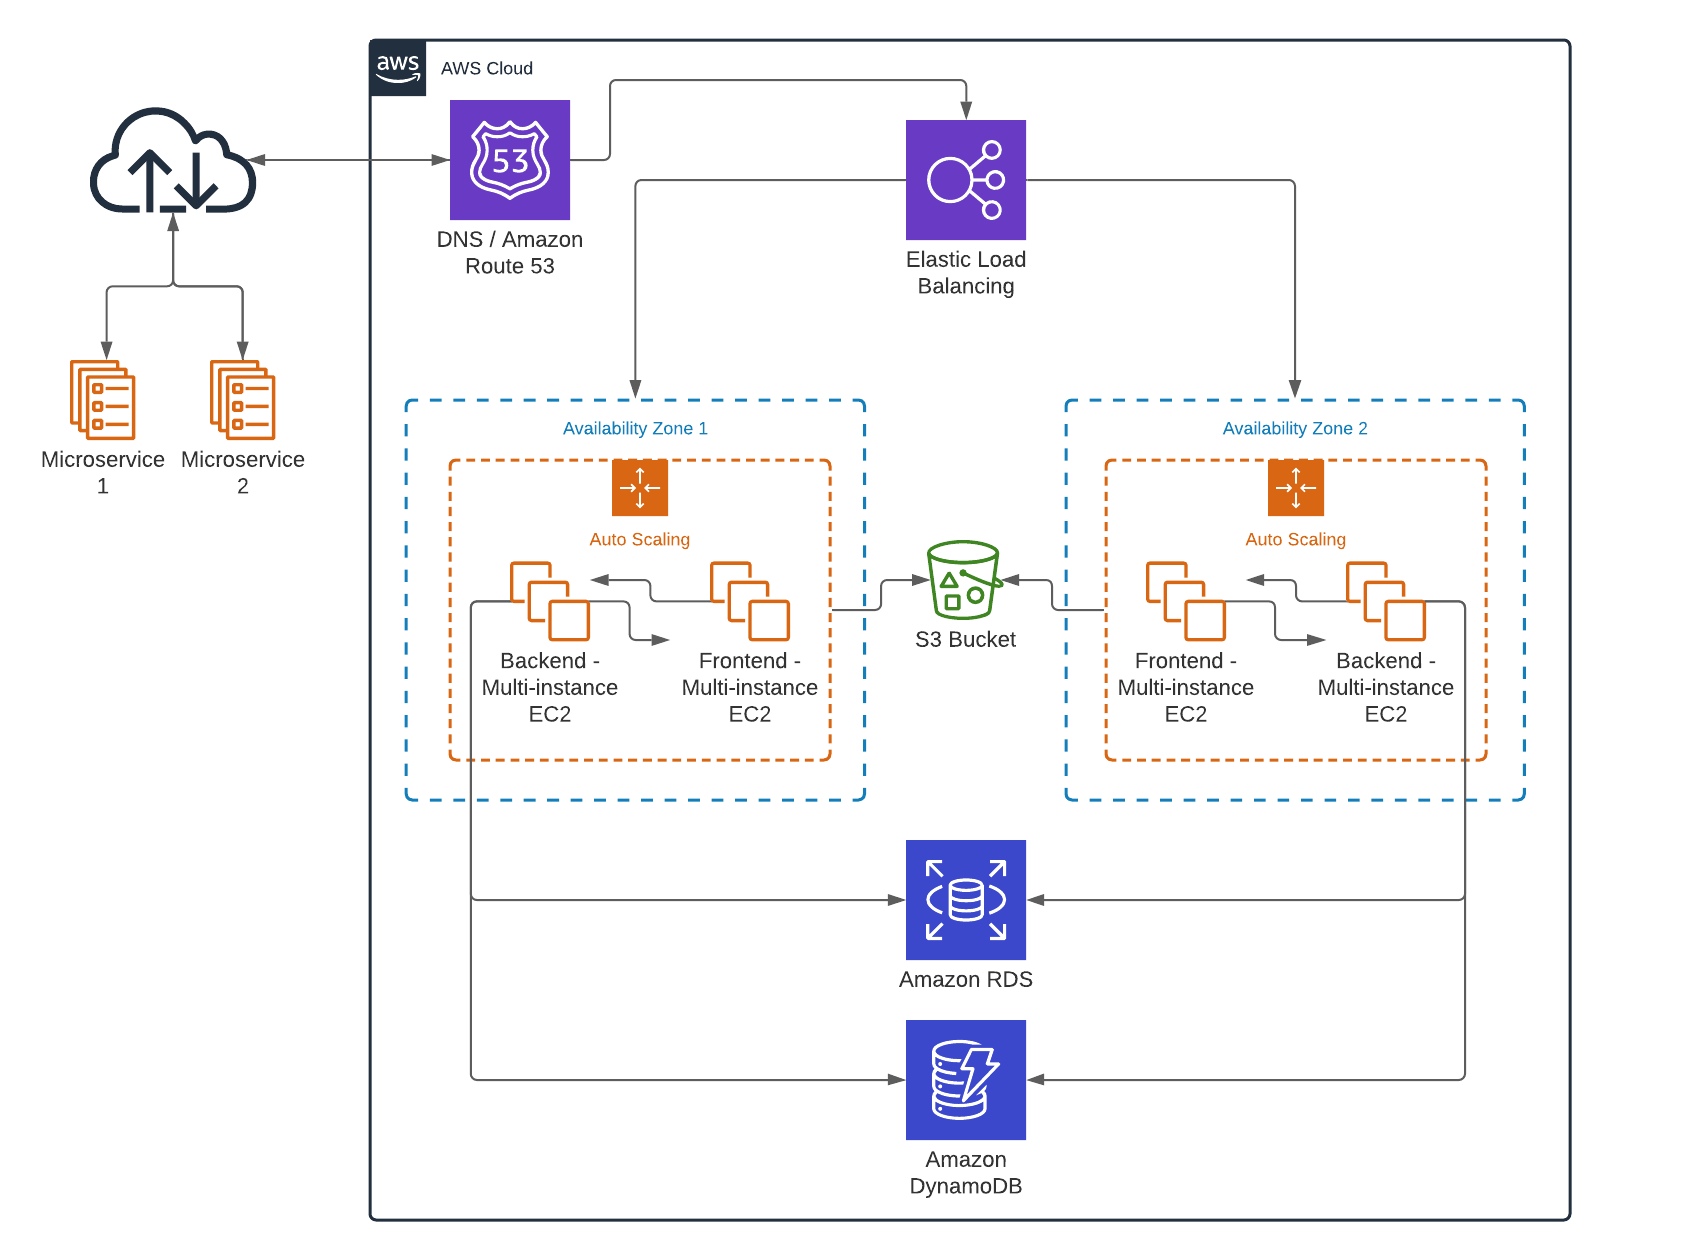 aws
AWS Cloud
53
DNS / Amazon
Route 53
Elastic Load
Balancing
Microservice
1
Microservice
2
Availability Zone 1
Auto Scaling
Backend -
Multi-instance
EC2
Frontend -
Multi-instance
EC2
S3 Bucket
Availability Zone 2
Auto Scaling
Frontend -
Multi-instance
EC2
Backend -
Multi-instance
EC2
Amazon RDS
Amazon
DynamoDB